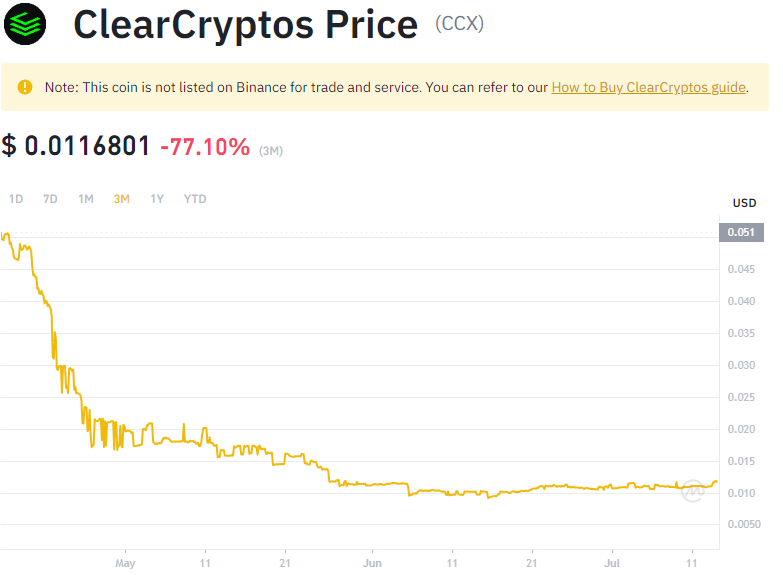 ClearCryptos Price (CCX)
Note: This coin is not listed on Binance for trade and service. You can refer to our How to Buy ClearCryptos guide.
$ 0.0116801 -77.10% (3M)
1D 7D 1M 3M 1Y YTD
USD
0.051
0.045
0.040
0.035
0.030
0.025
0.020
0.015
0.010
0.0050
May 11 21 Jun 11 21 Jul 11